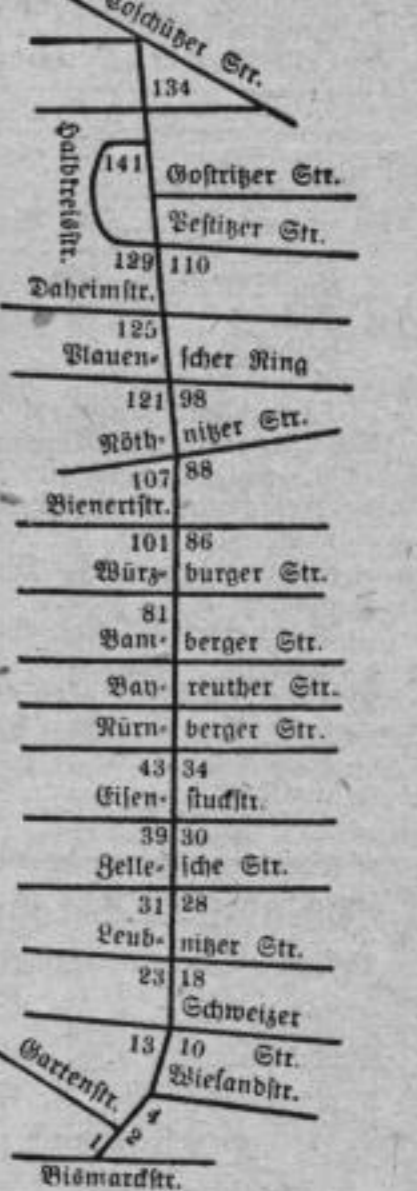 Coschützer Str.
134
Halbkreisstr.
141
Gostritzer Str.
Pestitzer Str.
129 110
Daheimstr.
125
Plauen- scher Ring
121 98
Nöth- nitzer Str.
107 88
Bienertstr.
101 86
Würz- burger Str.
81
Bam- berger Str.
Bay- reuther Str.
Nürn- berger Str.
43 34
Eisen- stuckstr.
39 30
Zelle- sche Str.
31 28
Leub- nitzer Str.
23 18
Schweizer
13 10 Str.
Gartenstr.
Wielandstr.
4
1 2
Bismarckstr.